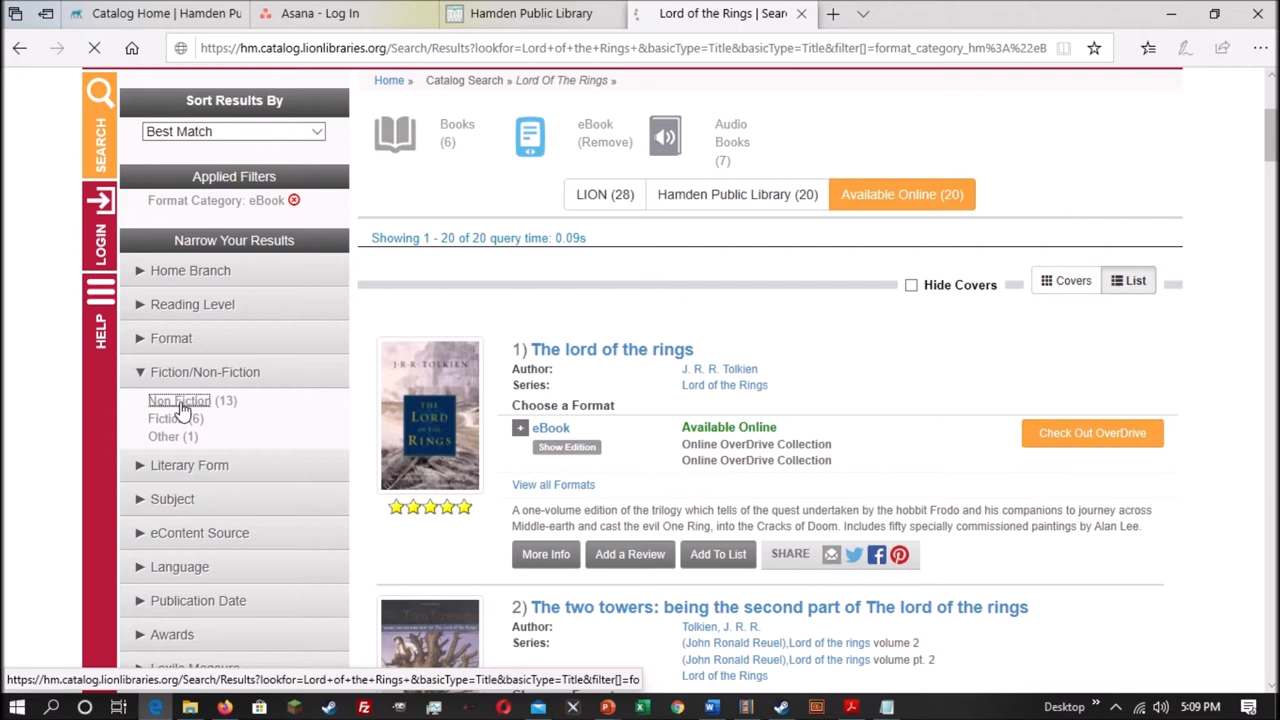 Catalog Home | Hamden Pu
Asana - Log In
Hamden Public Library
Lord of the Rings | Sear
https://hm.catalog.lionlibraries.org/Search/Results?lookfor=Lord+of+the+Rings+&basicType=Title&basicType=Title&filter[]=format_category_hm%3A%22eB
SEARCH
LOGIN
HELP
Sort Results By
Best Match
Applied Filters
Format Category: eBook
Narrow Your Results
Home Branch
Reading Level
Format
Fiction/Non-Fiction
Non Fiction (13)
Fiction (6)
Other (1)
Literary Form
Subject
eContent Source
Language
Publication Date
Awards
Home » Catalog Search » Lord Of The Rings »
Books (6)
eBook (Remove)
Audio Books (7)
LION (28) Hamden Public Library (20) Available Online (20)
Showing 1 - 20 of 20 query time: 0.09s
Hide Covers Covers List
J·R·R·TOLKIEN
THE LORD OF THE RINGS
1) The lord of the rings
Author: J. R. R. Tolkien
Series: Lord of the Rings
Choose a Format
+ eBook Available Online Check Out OverDrive
Show Edition Online OverDrive Collection
Online OverDrive Collection
View all Formats
A one-volume edition of the trilogy which tells of the quest undertaken by the hobbit Frodo and his companions to journey across
Middle-earth and cast the evil One Ring, into the Cracks of Doom. Includes fifty specially commissioned paintings by Alan Lee.
More Info Add a Review Add To List SHARE
2) The two towers: being the second part of The lord of the rings
Author: Tolkien, J. R. R.
Series: (John Ronald Reuel),Lord of the rings volume 2
(John Ronald Reuel),Lord of the rings volume pt. 2
Lord of the Rings
https://hm.catalog.lionlibraries.org/Search/Results?lookfor=Lord+of+the+Rings+&basicType=Title&basicType=Title&filter[]=fo
Desktop
5:09 PM